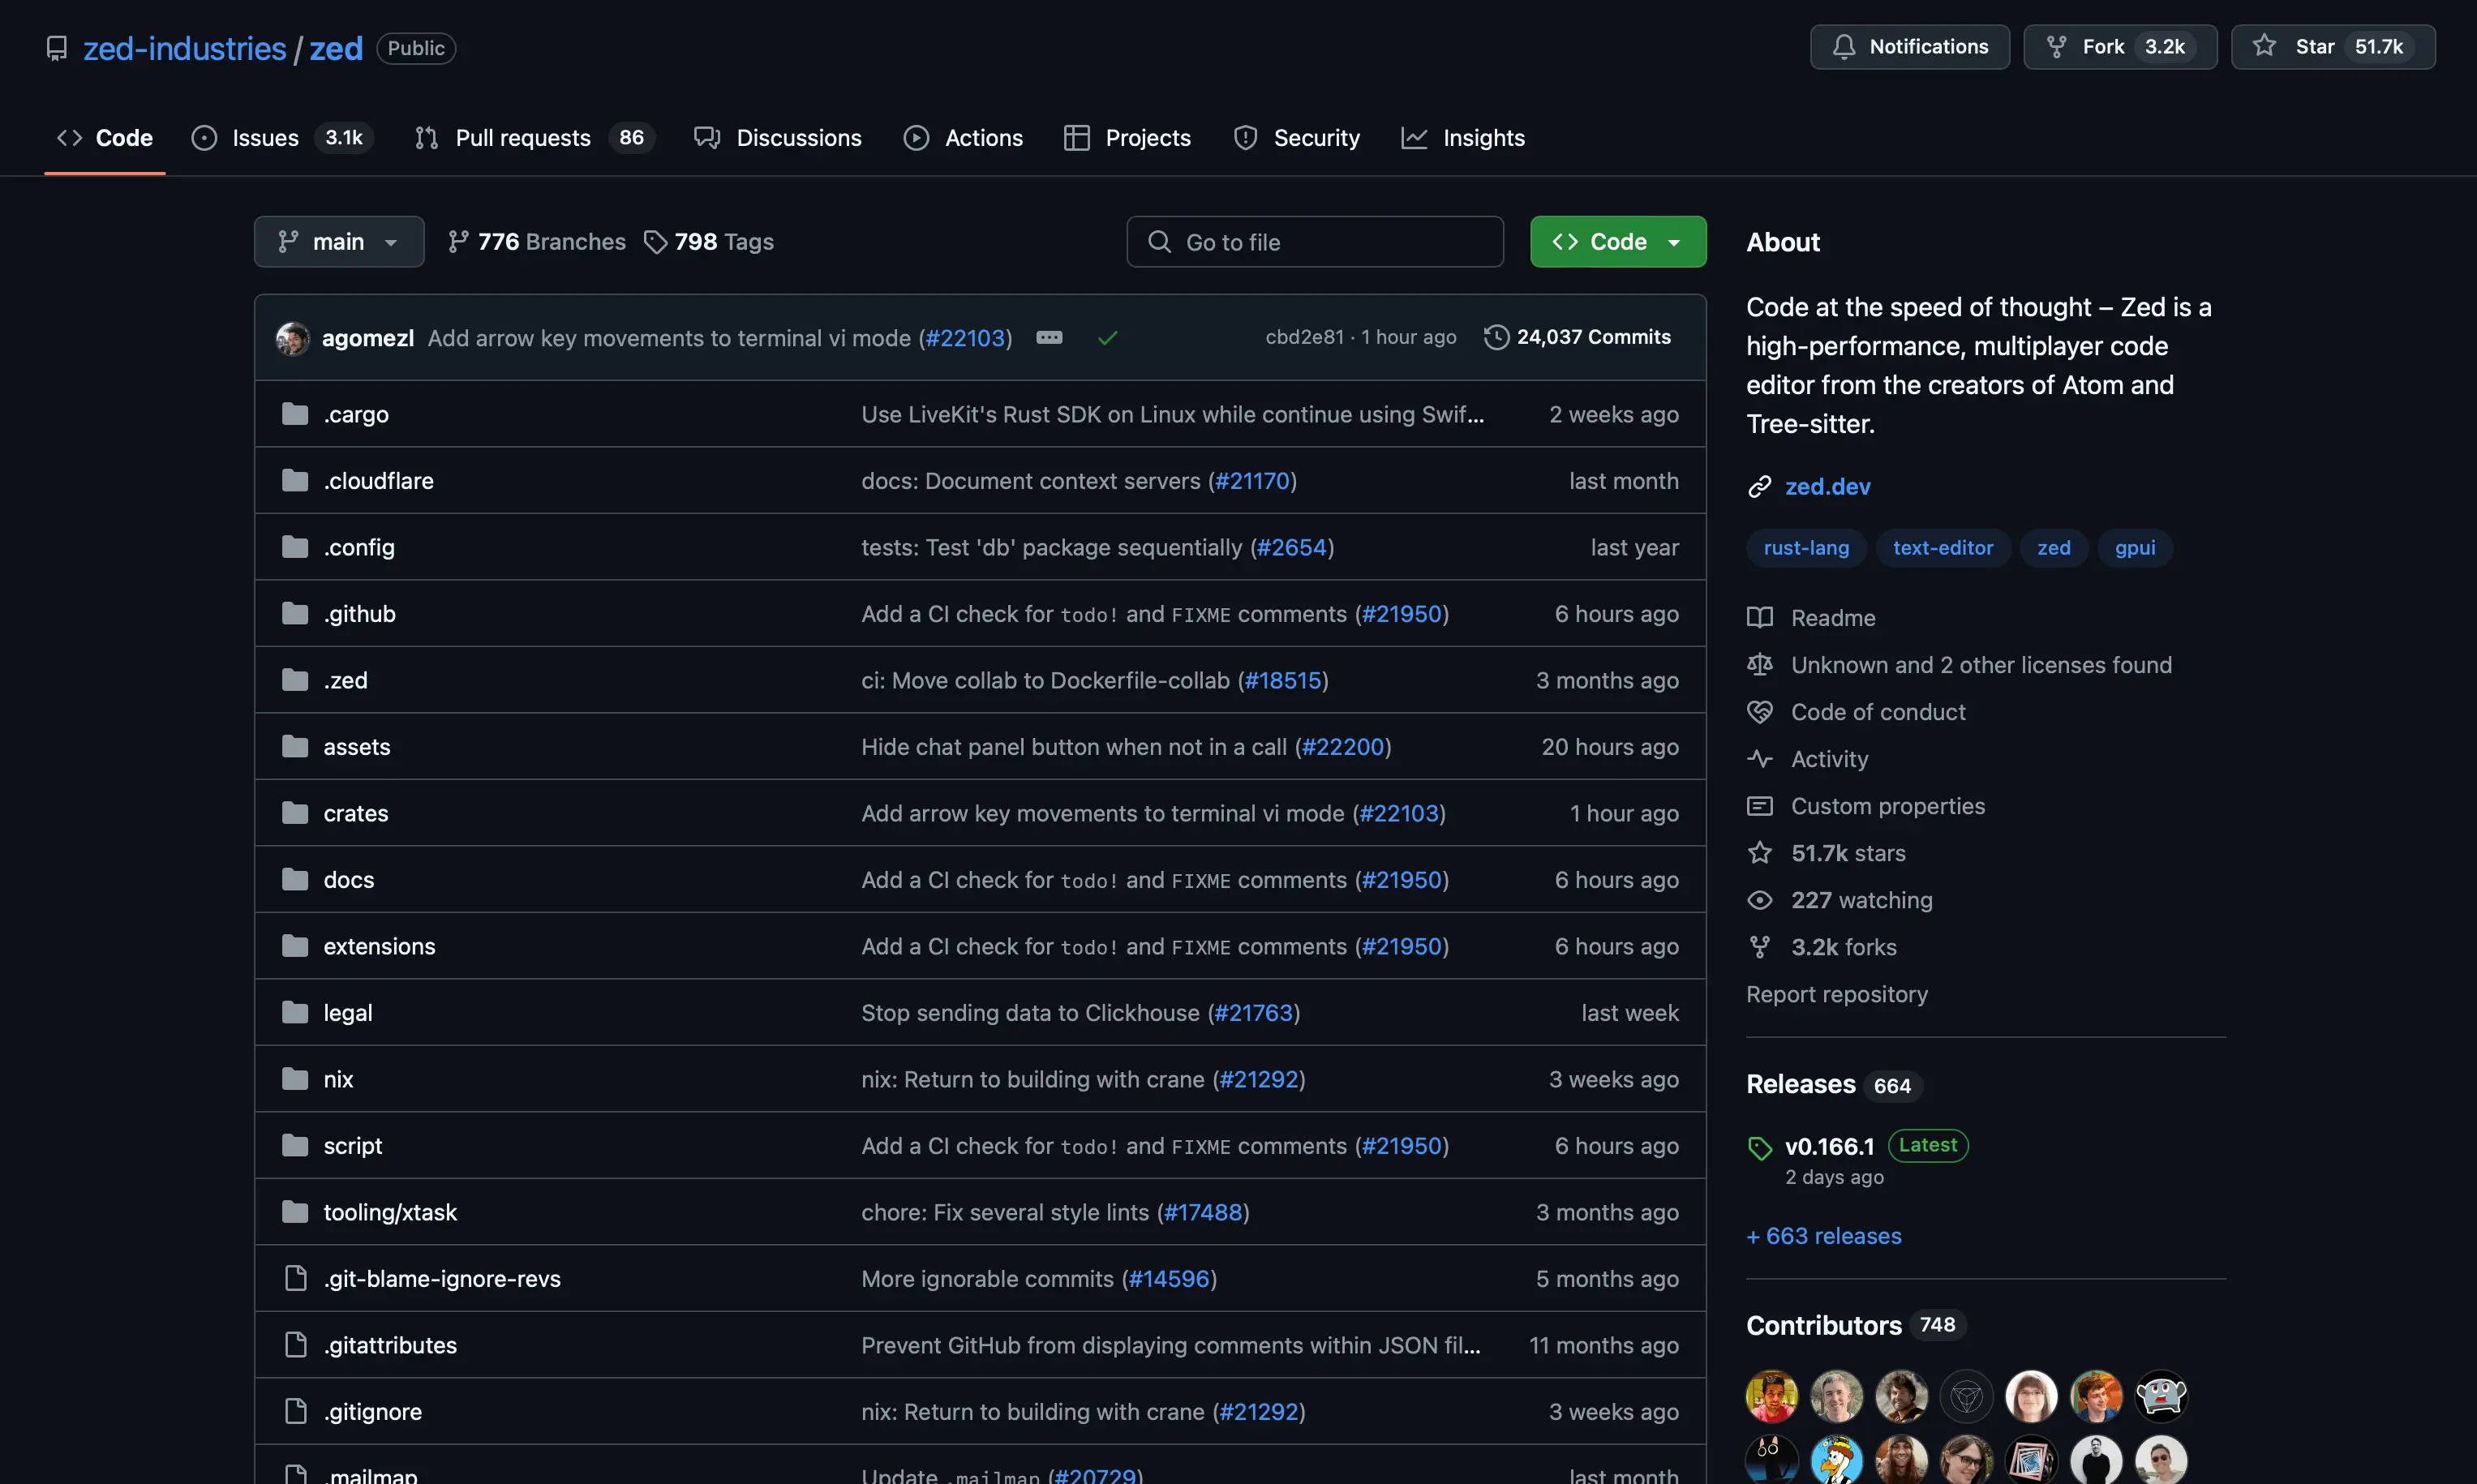 zed-industries / zed Public
Notifications Fork 3.2k Star 51.7k
Code Issues 3.1k Pull requests 86 Discussions Actions Projects Security Insights
main 776 Branches 798 Tags Go to file Code
agomezl Add arrow key movements to terminal vi mode (#22103) cbd2e81 · 1 hour ago 24,037 Commits
.cargo Use LiveKit's Rust SDK on Linux while continue using Swif... 2 weeks ago
.cloudflare docs: Document context servers (#21170) last month
.config tests: Test 'db' package sequentially (#2654) last year
.github Add a CI check for todo! and FIXME comments (#21950) 6 hours ago
.zed ci: Move collab to Dockerfile-collab (#18515) 3 months ago
assets Hide chat panel button when not in a call (#22200) 20 hours ago
crates Add arrow key movements to terminal vi mode (#22103) 1 hour ago
docs Add a CI check for todo! and FIXME comments (#21950) 6 hours ago
extensions Add a CI check for todo! and FIXME comments (#21950) 6 hours ago
legal Stop sending data to Clickhouse (#21763) last week
nix nix: Return to building with crane (#21292) 3 weeks ago
script Add a CI check for todo! and FIXME comments (#21950) 6 hours ago
tooling/xtask chore: Fix several style lints (#17488) 3 months ago
.git-blame-ignore-revs More ignorable commits (#14596) 5 months ago
.gitattributes Prevent GitHub from displaying comments within JSON fil... 11 months ago
.gitignore nix: Return to building with crane (#21292) 3 weeks ago
.mailmap Update .mailmap (#20729) last month
About
Code at the speed of thought – Zed is a
high-performance, multiplayer code
editor from the creators of Atom and
Tree-sitter.
zed.dev
rust-lang text-editor zed gpui
Readme
Unknown and 2 other licenses found
Code of conduct
Activity
Custom properties
51.7k stars
227 watching
3.2k forks
Report repository
Releases 664
v0.166.1 Latest
2 days ago
+ 663 releases
Contributors 748